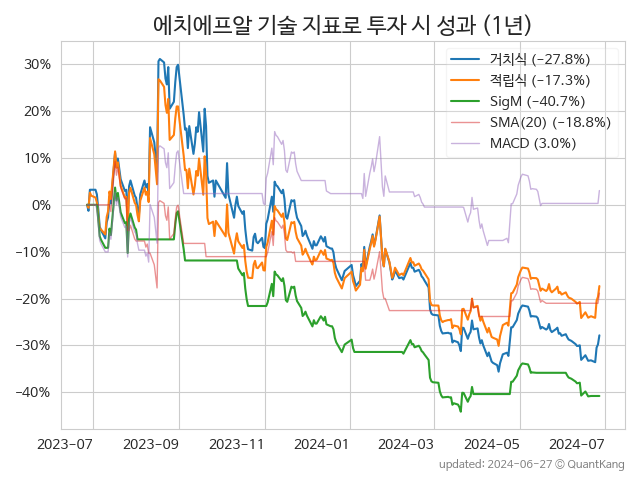 에치에프알 기술 지표로 투자 시 성과 (1년)
거치식 (−27.8%)
적립식 (−17.3%)
SigM (−40.7%)
SMA(20) (−18.8%)
MACD (3.0%)
30%
20%
10%
0%
−10%
−20%
−30%
−40%
2023−07 2023−09 2023−11 2024−01 2024−03 2024−05 2024−07
updated: 2024-06-27 ⓒ QuantKang